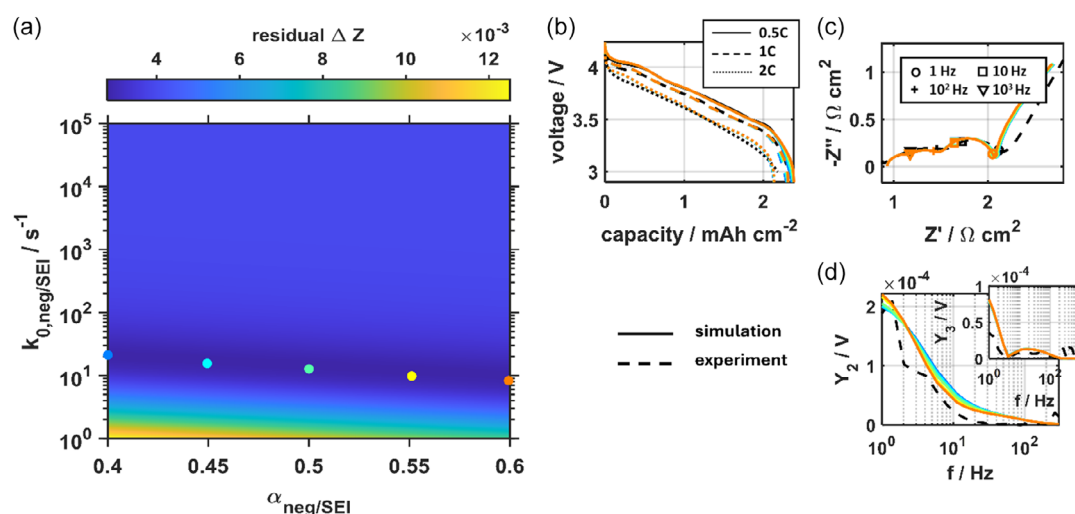 (a)
residual Δ Z
×10⁻³
4
6
8
10
12
10⁵
10⁴
10³
10²
10¹
10⁰
k₀,neg/SEI / s⁻¹
0.4
0.45
0.5
0.55
0.6
α_neg/SEI
(b)
0.5C
1C
2C
4
3.5
3
voltage / V
0
1
2
capacity / mAh cm⁻²
(c)
1 Hz
10 Hz
10² Hz
10³ Hz
1
0.5
0
-Z'' / Ω cm²
1
2
Z' / Ω cm²
simulation
experiment
(d)
×10⁻⁴
2
1
0
Y₂ / V
10⁰
10¹
10²
f / Hz
×10⁻⁴
1
0.5
0
Y₃ / V
10⁰
10²
f / Hz